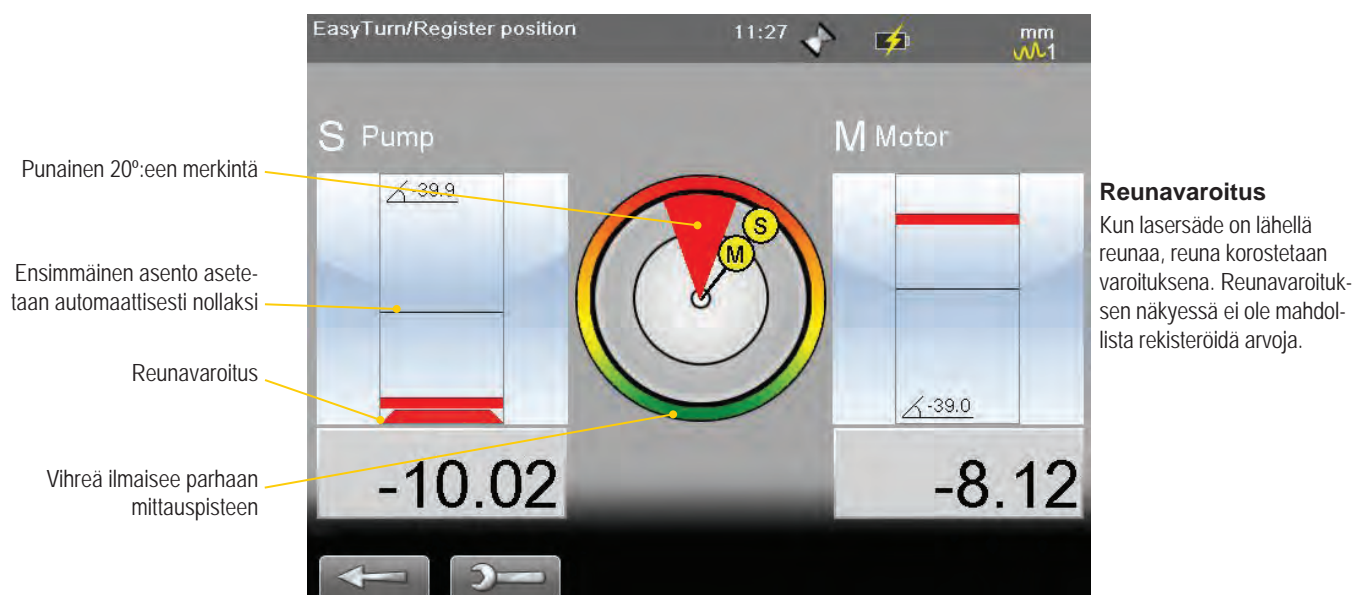 EasyTurn/Register position
11:27
mm
1
S Pump
M Motor
Punainen 20º:een merkintä
-39.9
S
M
Ensimmäinen asento asete-
taan automaattisesti nollaksi
Reunavaroitus
-39.0
Vihreä ilmaisee parhaan
mittauspisteen
-10.02
-8.12
Reunavaroitus
Kun lasersäde on lähellä
reunaa, reuna korostetaan
varoituksena. Reunavaroituk-
sen näkyessä ei ole mahdol-
lista rekisteröidä arvoja.